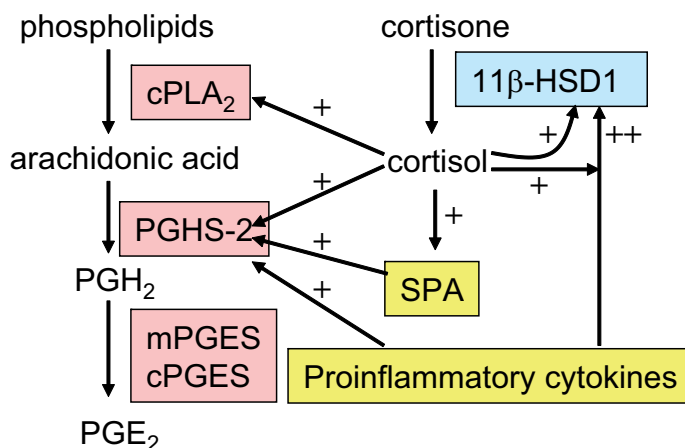 phospholipids
cortisone
cPLA₂
11β-HSD1
+
+
++
arachidonic acid
cortisol
+
+
PGHS-2
+
+
PGH₂
SPA
+
mPGES
cPGES
Proinflammatory cytokines
PGE₂